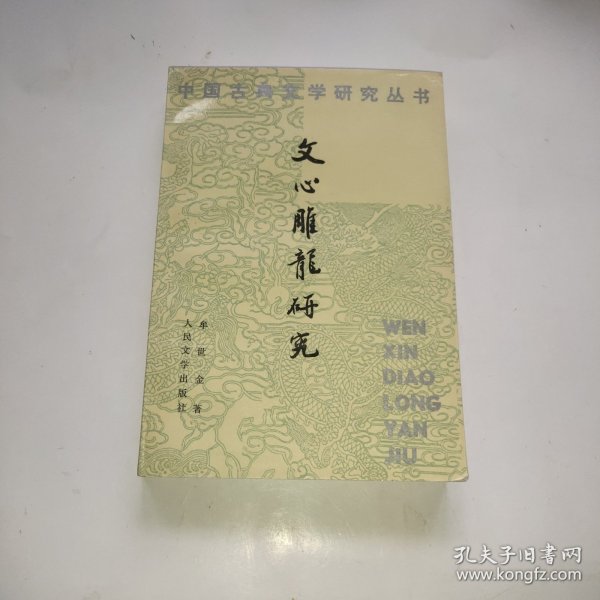 中国古典文学研究丛书
文心雕龍研究
牟世金著
人民文学出版社
WEN
XIN
DIAO
LONG
YAN
JIU
孔夫子旧书网
www.kongfz.com